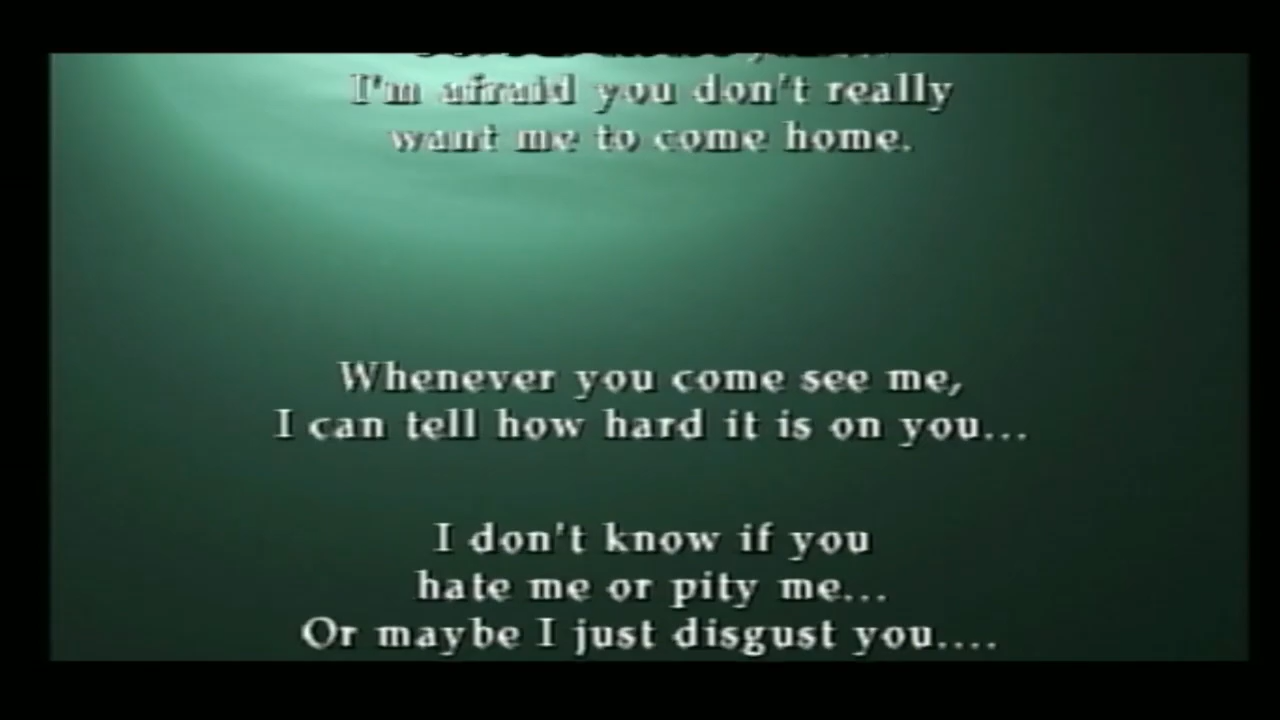 I'm afraid you don't really
want me to come home.
Whenever you come see me,
I can tell how hard it is on you...
I don't know if you
hate me or pity me...
Or maybe I just disgust you....